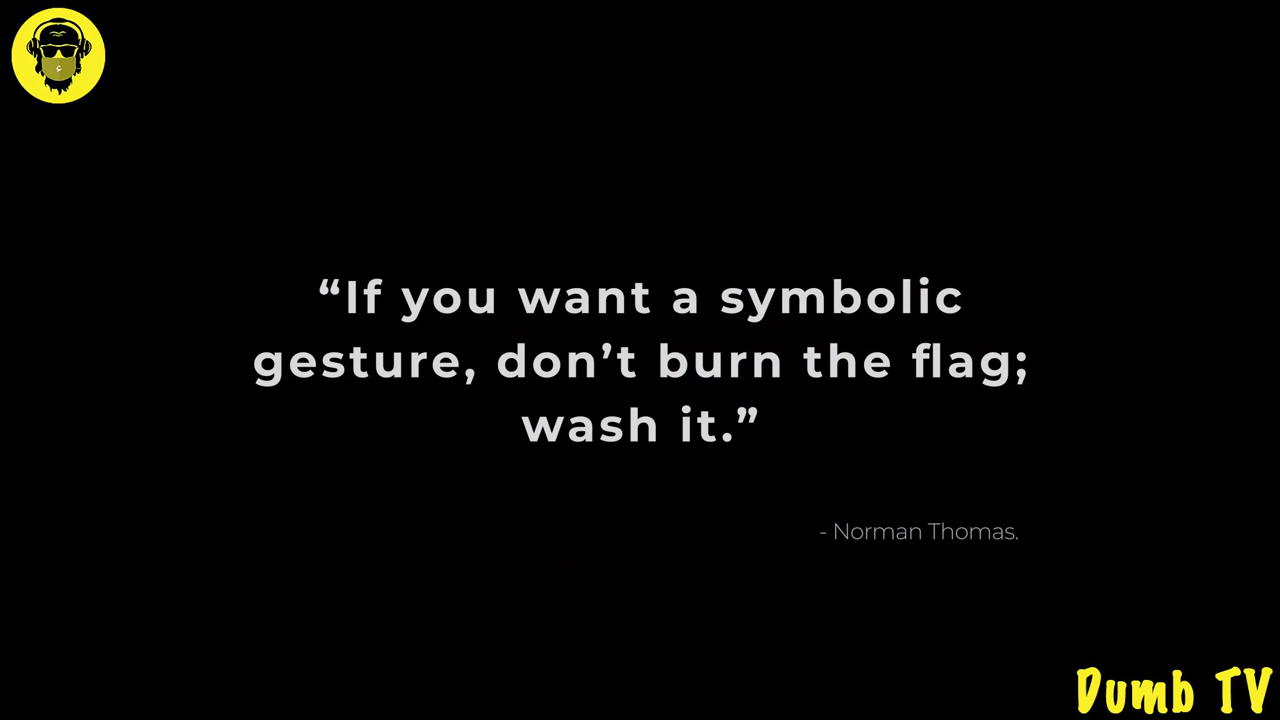 “If you want a symbolic
gesture, don’t burn the flag;
wash it.”
- Norman Thomas.
Dumb TV